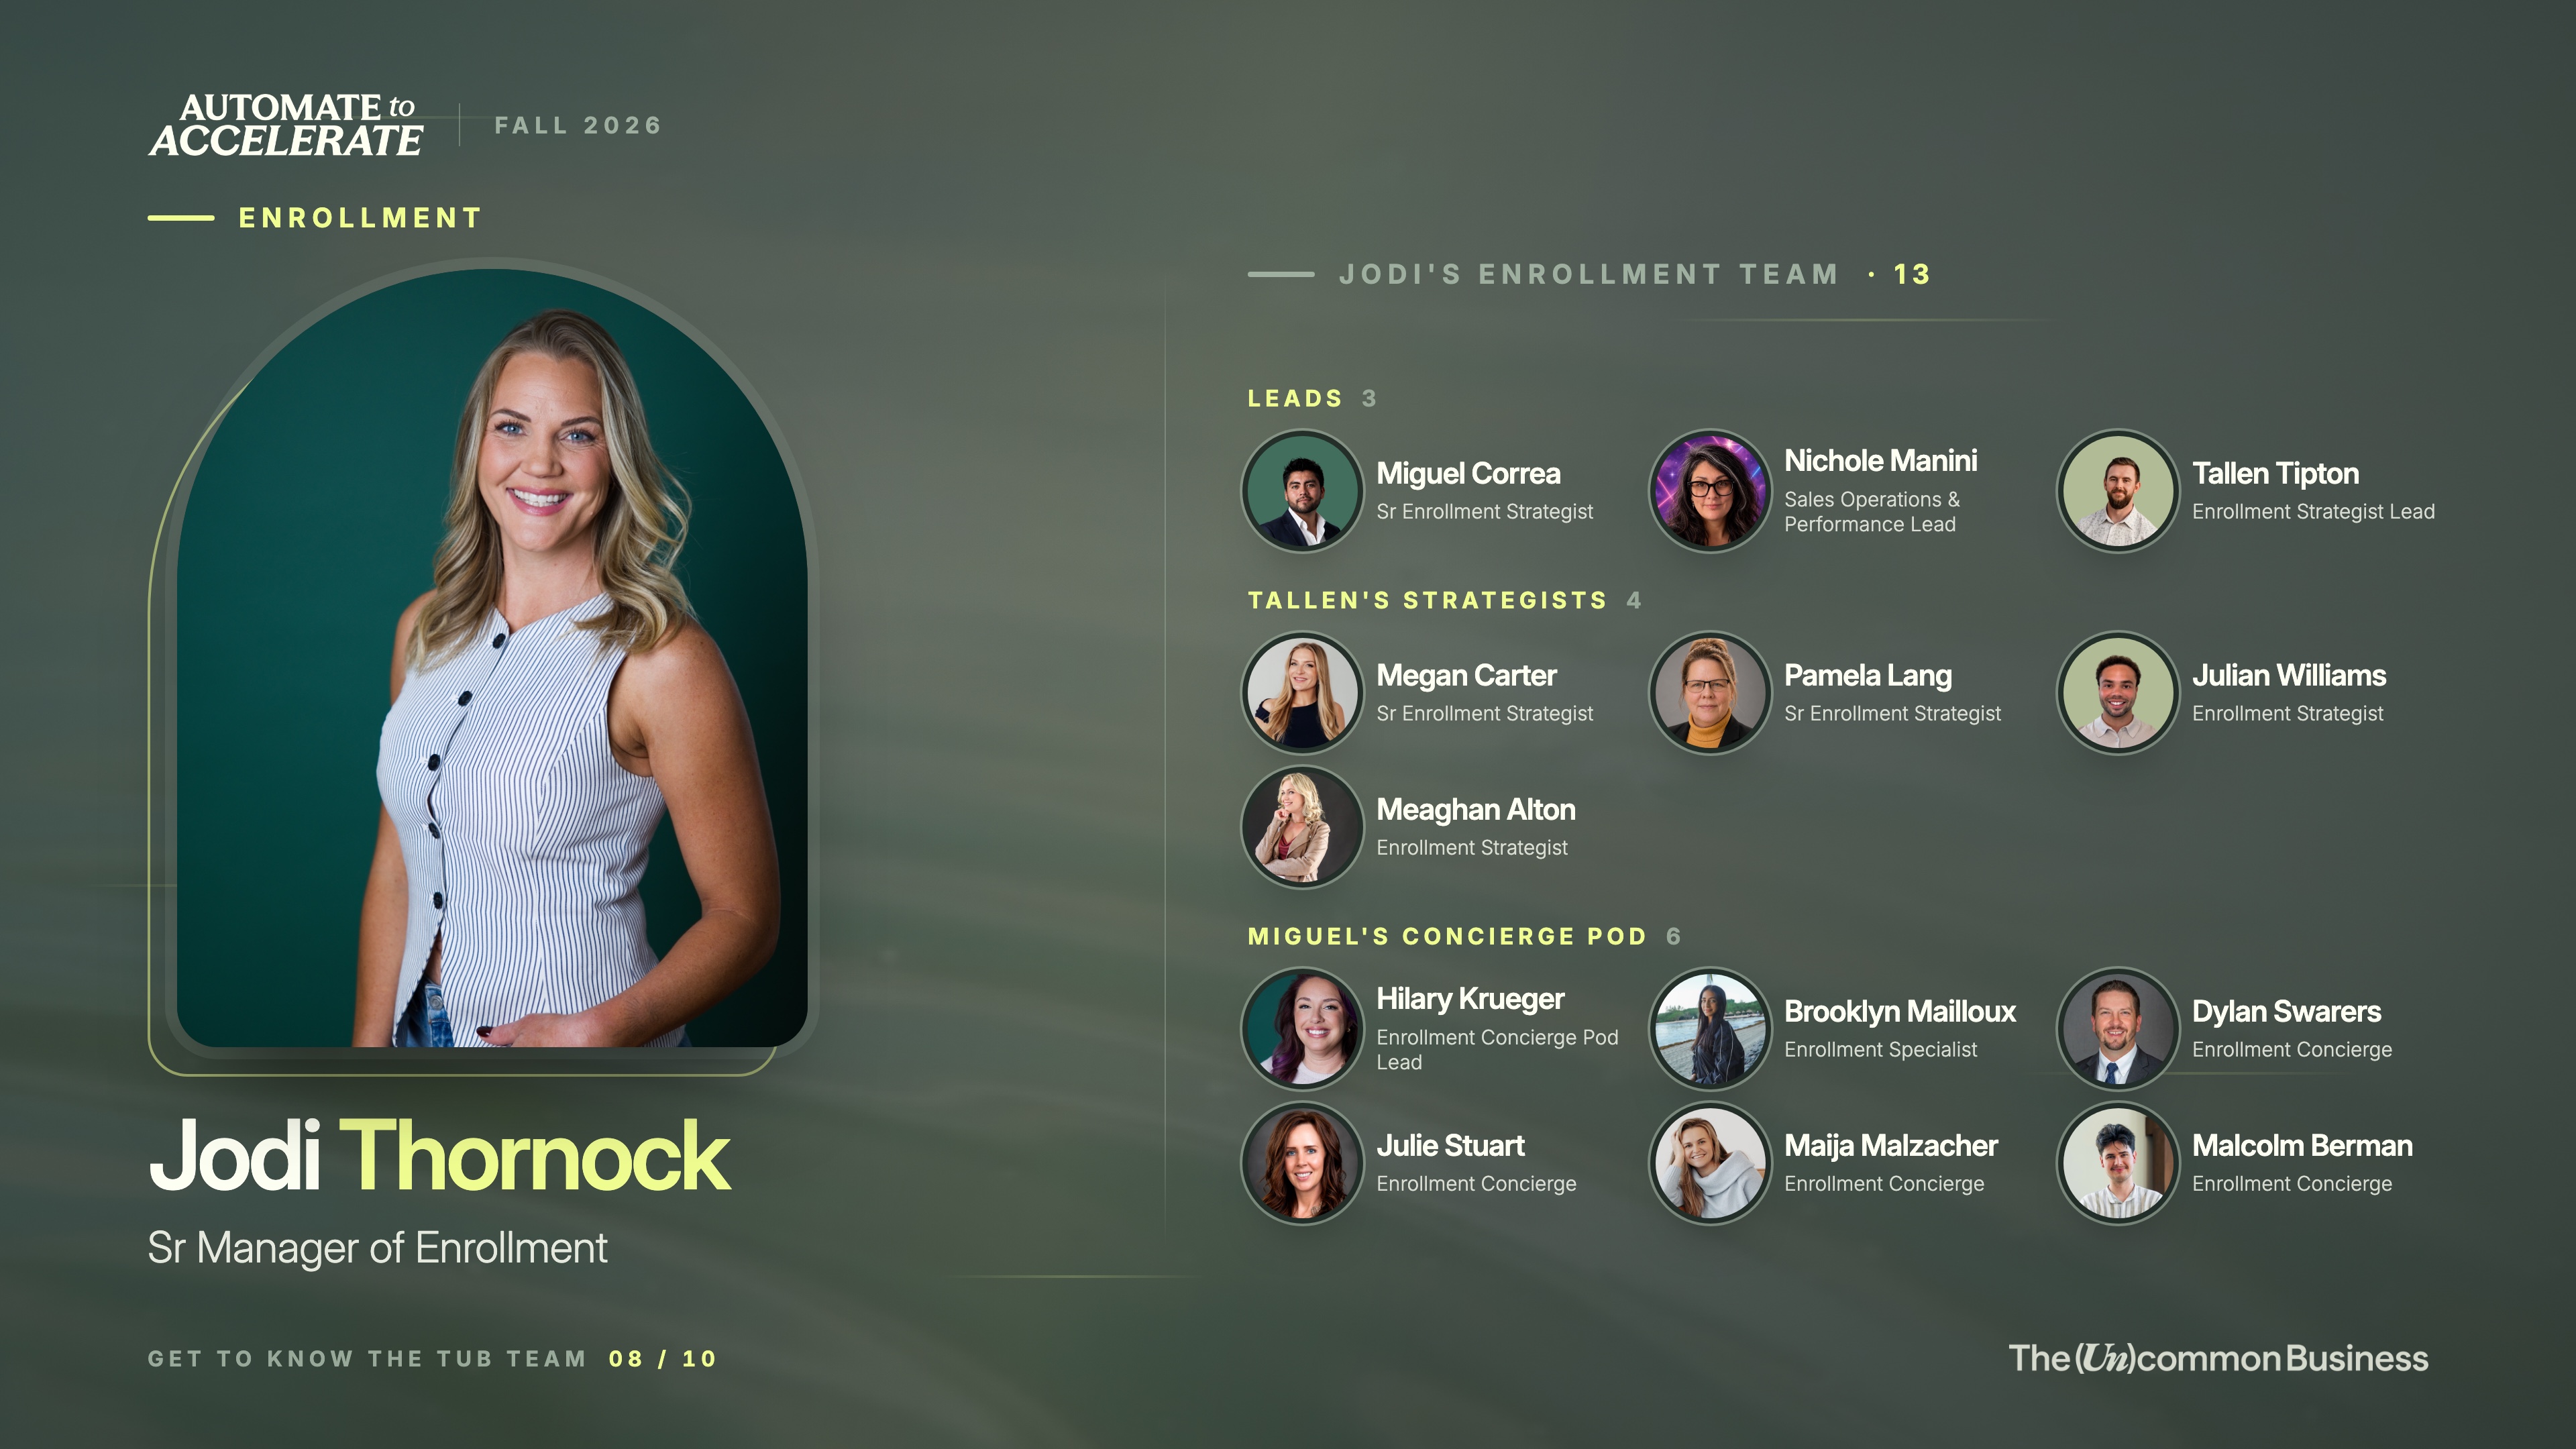 AUTOMATE to
ACCELERATE
FALL 2026
ENROLLMENT
Jodi Thornock
Sr Manager of Enrollment
JODI'S ENROLLMENT TEAM · 13
LEADS 3
Miguel Correa
Sr Enrollment Strategist
Nichole Manini
Sales Operations &
Performance Lead
Tallen Tipton
Enrollment Strategist Lead
TALLEN'S STRATEGISTS 4
Megan Carter
Sr Enrollment Strategist
Pamela Lang
Sr Enrollment Strategist
Julian Williams
Enrollment Strategist
Meaghan Alton
Enrollment Strategist
MIGUEL'S CONCIERGE POD 6
Hilary Krueger
Enrollment Concierge Pod
Lead
Brooklyn Mailloux
Enrollment Specialist
Dylan Swarers
Enrollment Concierge
Julie Stuart
Enrollment Concierge
Maija Malzacher
Enrollment Concierge
Malcolm Berman
Enrollment Concierge
GET TO KNOW THE TUB TEAM 08 / 10
The (Un)common Business